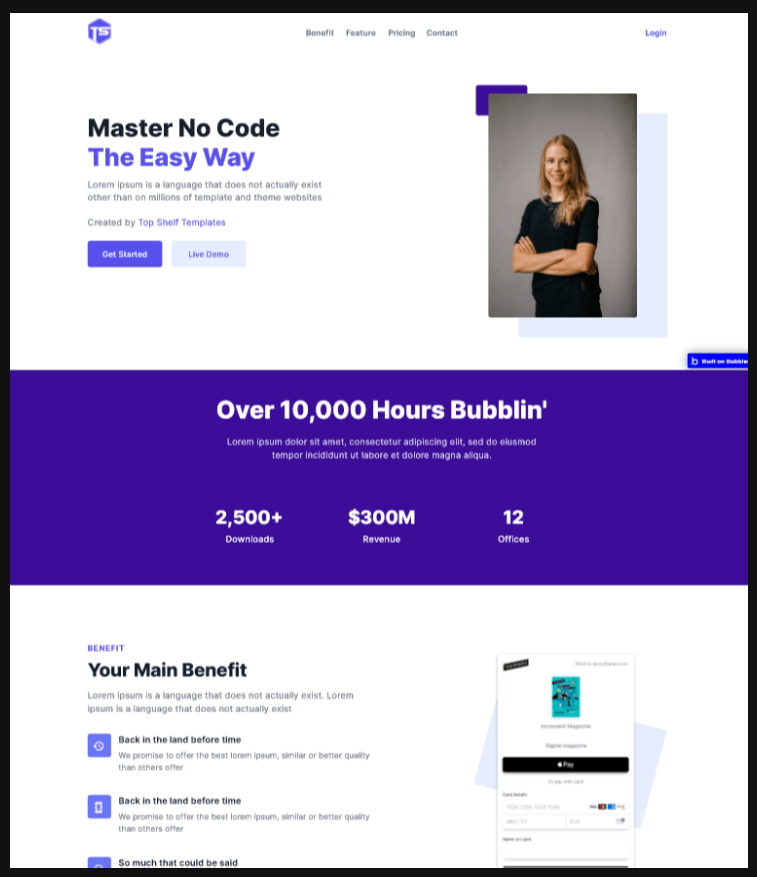 TS
Benefit Feature Pricing Contact
Login
Master No Code
The Easy Way
Lorem ipsum is a language that does not actually exist
other than on millions of template and theme websites
Created by Top Shelf Templates
Get Started
Live Demo
Built on Bubble
Over 10,000 Hours Bubblin'
Lorem ipsum dolor sit amet, consectetur adipiscing elit, sed do eiusmod
tempor incididunt ut labore et dolore magna aliqua.
2,500+
Downloads
$300M
Revenue
12
Offices
BENEFIT
Your Main Benefit
Lorem ipsum is a language that does not actually exist. Lorem
ipsum is a language that does not actually exist
Back in the land before time
We promise to offer the best lorem ipsum, similar or better quality
than others offer
Back in the land before time
We promise to offer the best lorem ipsum, similar or better quality
than others offer
So much that could be said
Increment Magazine
Digital magazine
Pay
Or pay with card
Card details
1234 1234 1234 1234
MM / YY
CVC
Name on card